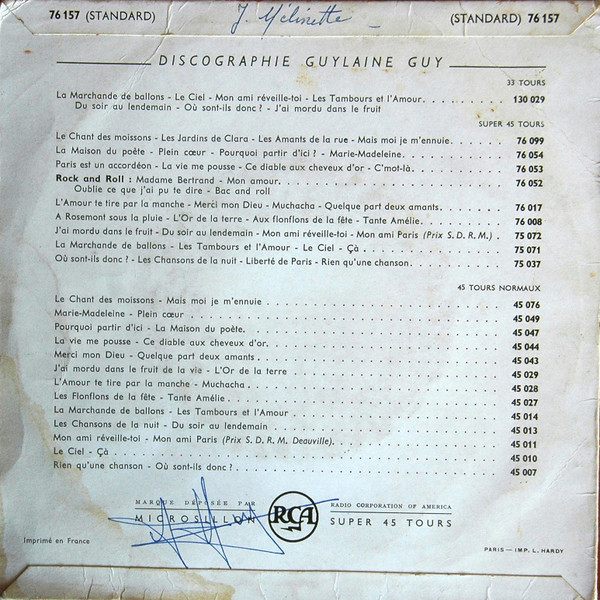 76 157 (STANDARD) J. Mélinette (STANDARD) 76 157
DISCOGRAPHIE GUYLAINE GUY
33 TOURS
La Marchande de ballons - Le Ciel - Mon ami réveille-toi - Les Tambours et l'Amour. . . . . . . . . 130 029
Du soir au lendemain - Où sont-ils donc ? - J'ai mordu dans le fruit
SUPER 45 TOURS
Le Chant des moissons - Les Jardins de Clara - Les Amants de la rue - Mais moi je m'ennuie. . . . . . 76 099
La Maison du poète - Plein cœur - Pourquoi partir d'ici ? - Marie-Madeleine. . . . . . . . . . . . 76 054
Paris est un accordéon - La vie me pousse - Ce diable aux cheveux d'or - C'mot-là. . . . . . . . . . 76 053
Rock and Roll : Madame Bertrand - Mon amour. . . . . . . . . . . . . . . . . . . . . . . 76 052
Oublie ce que j'ai pu te dire - Bac and roll
L'Amour te tire par la manche - Merci mon Dieu - Muchacha - Quelque part deux amants. . . . . . . 76 017
A Rosemont sous la pluie - L'Or de la terre - Aux flonflons de la fête - Tante Amélie. . . . . . . . . 76 008
J'ai mordu dans le fruit - Du soir au lendemain - Mon ami réveille-toi - Mon ami Paris (Prix S. D. R. M.) . 75 072
La Marchande de ballons - Les Tambours et l'Amour - Le Ciel - Çà . . . . . . . . . . . . . . . 75 071
Où sont-ils donc ? - Les Chansons de la nuit - Liberté de Paris - Rien qu'une chanson. . . . . . . . . 75 037
45 TOURS NORMAUX
Le Chant des moissons - Mais moi je m'ennuie . . . . . . . . . . . . . . . . . . . . . . . 45 076
Marie-Madeleine - Plein cœur . . . . . . . . . . . . . . . . . . . . . . . . . . . . . 45 049
Pourquoi partir d'ici - La Maison du poète. . . . . . . . . . . . . . . . . . . . . . . . . 45 047
La vie me pousse - Ce diable aux cheveux d'or. . . . . . . . . . . . . . . . . . . . . . . 45 044
Merci mon Dieu - Quelque part deux amants . . . . . . . . . . . . . . . . . . . . . . . . 45 043
J'ai mordu dans le fruit de la vie - L'Or de la terre . . . . . . . . . . . . . . . . . . . . . 45 029
L'Amour te tire par la manche - Muchacha . . . . . . . . . . . . . . . . . . . . . . . . . 45 028
Les Flonflons de la fête - Tante Amélie . . . . . . . . . . . . . . . . . . . . . . . . . . 45 027
La Marchande de ballons - Les Tambours et l'Amour . . . . . . . . . . . . . . . . . . . . . 45 014
Les Chansons de la nuit - Du soir au lendemain . . . . . . . . . . . . . . . . . . . . . . . 45 013
Mon ami réveille-toi - Mon ami Paris (Prix S. D. R. M. Deauville). . . . . . . . . . . . . . . . 45 011
Le Ciel - Çà . . . . . . . . . . . . . . . . . . . . . . . . . . . . . . . . . . . . 45 010
Rien qu'une chanson - Où sont-ils donc ? . . . . . . . . . . . . . . . . . . . . . . . . . 45 007
MARQUE DÉPOSÉE PAR RCA RADIO CORPORATION OF AMERICA
MICROSILLON SUPER 45 TOURS
Imprimé en France
PARIS — IMP. L. HARDY